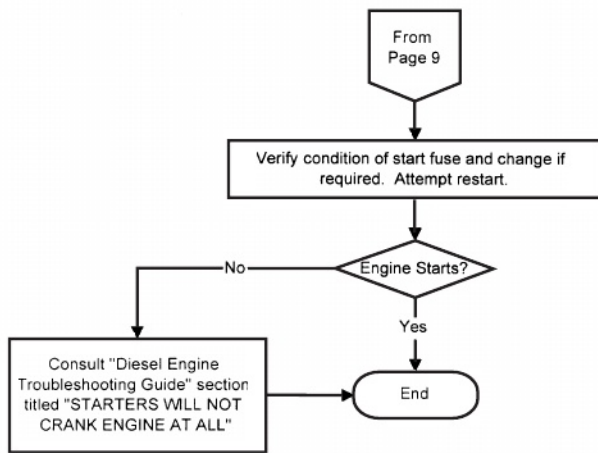 From
Page 9
Verify condition of start fuse and change if
required. Attempt restart.
Engine Starts?
No
Yes
Consult "Diesel Engine
Troubleshooting Guide" section
titled "STARTERS WILL NOT
CRANK ENGINE AT ALL"
End